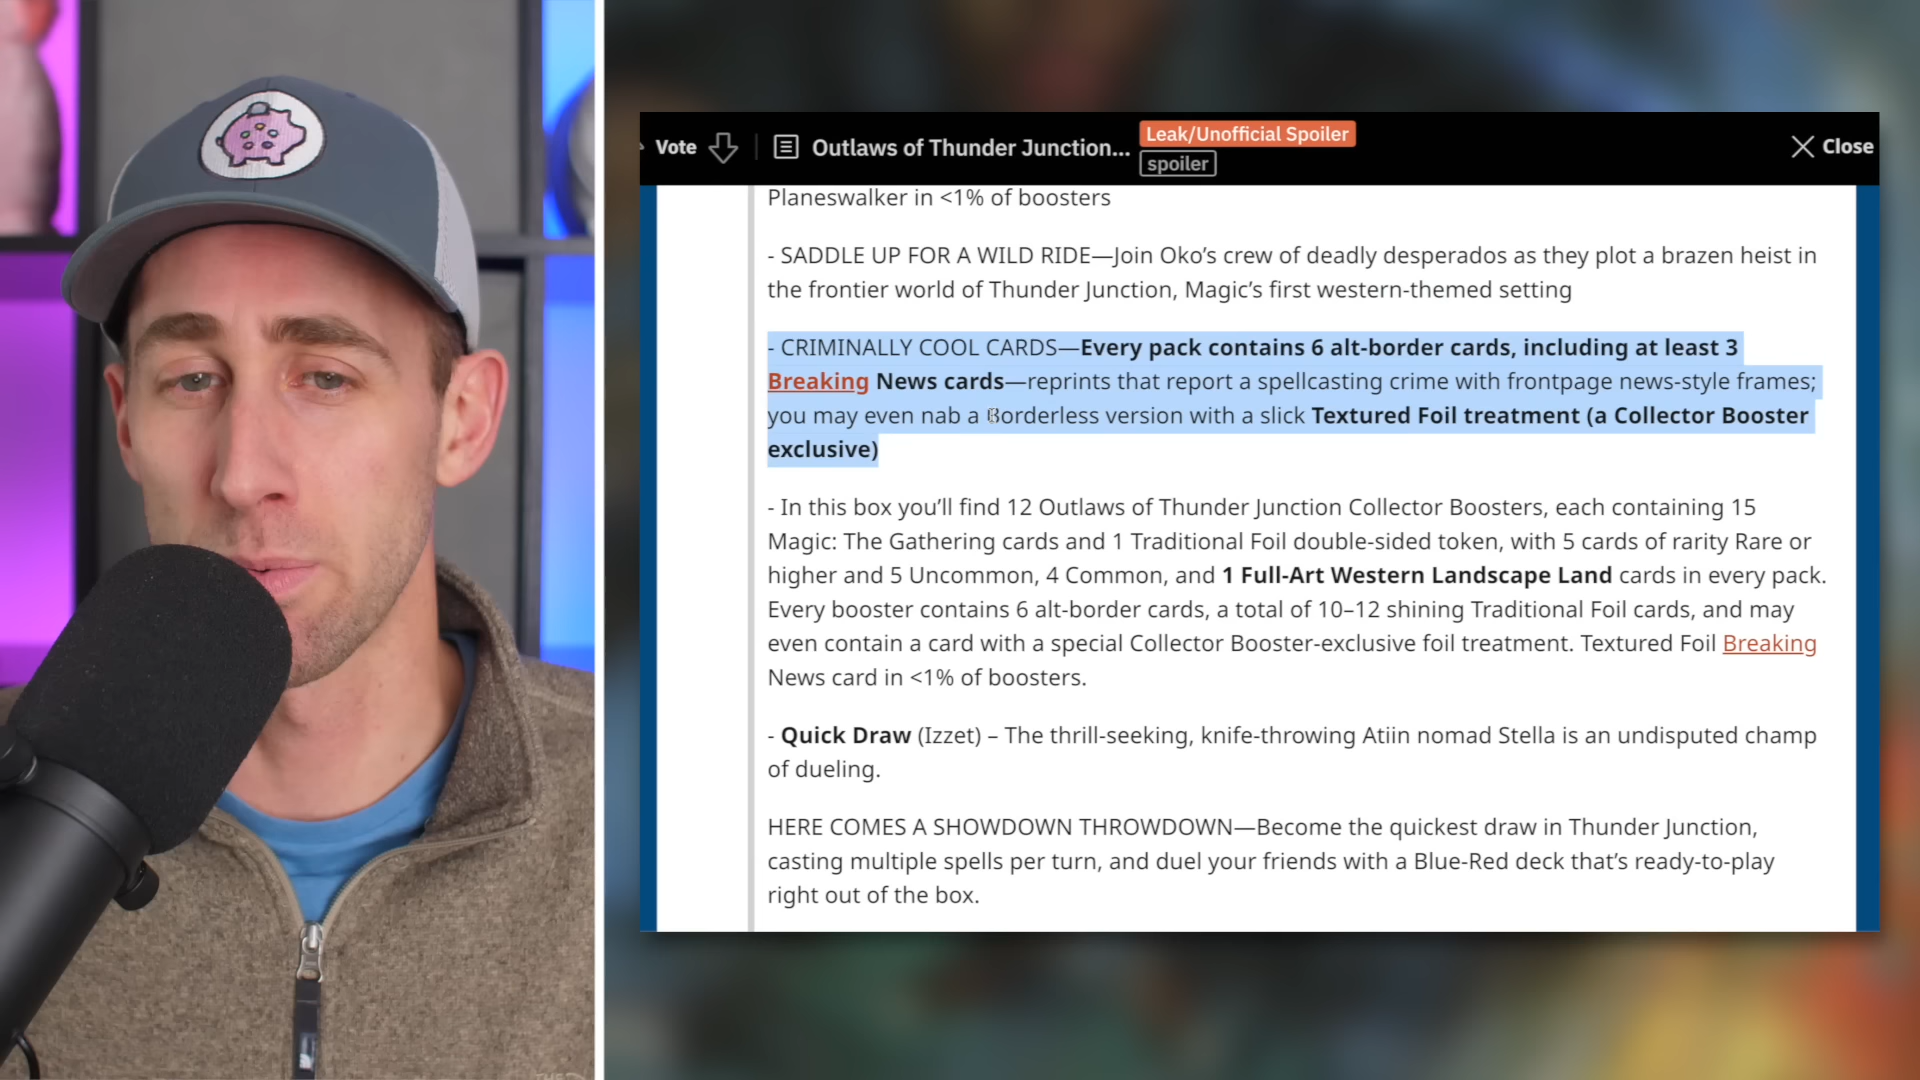 Vote
Outlaws of Thunder Junction...
Leak/Unofficial Spoiler
spoiler
Close
Planeswalker in <1% of boosters
- SADDLE UP FOR A WILD RIDE—Join Oko’s crew of deadly desperados as they plot a brazen heist in
the frontier world of Thunder Junction, Magic’s first western-themed setting
- CRIMINALLY COOL CARDS—Every pack contains 6 alt-border cards, including at least 3
Breaking News cards—reprints that report a spellcasting crime with frontpage news-style frames;
you may even nab a Borderless version with a slick Textured Foil treatment (a Collector Booster
exclusive)
- In this box you’ll find 12 Outlaws of Thunder Junction Collector Boosters, each containing 15
Magic: The Gathering cards and 1 Traditional Foil double-sided token, with 5 cards of rarity Rare or
higher and 5 Uncommon, 4 Common, and 1 Full-Art Western Landscape Land cards in every pack.
Every booster contains 6 alt-border cards, a total of 10–12 shining Traditional Foil cards, and may
even contain a card with a special Collector Booster-exclusive foil treatment. Textured Foil Breaking
News card in <1% of boosters.
- Quick Draw (Izzet) – The thrill-seeking, knife-throwing Atiin nomad Stella is an undisputed champ
of dueling.
HERE COMES A SHOWDOWN THROWDOWN—Become the quickest draw in Thunder Junction,
casting multiple spells per turn, and duel your friends with a Blue-Red deck that’s ready-to-play
right out of the box.